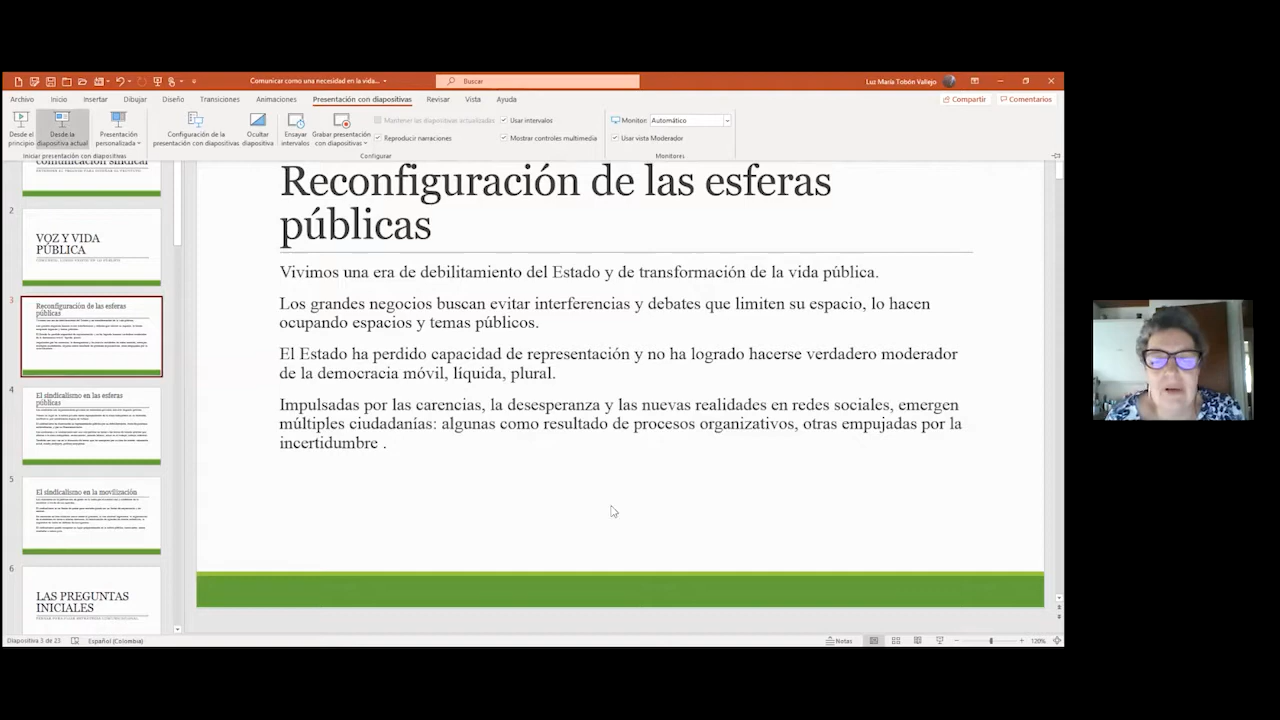 Comunicar como una necesidad en la vida...
Buscar
Luz María Tobón Vallejo
Archivo
Inicio
Insertar
Dibujar
Diseño
Transiciones
Animaciones
Presentación con diapositivas
Revisar
Vista
Ayuda
Compartir
Comentarios
Desde el
principio
Desde la
diapositiva actual
Presentación
personalizada
Configuración de la
presentación con diapositivas
Ocultar
diapositiva
Ensayar
intervalos
Grabar presentación
con diapositivas
Mantener las diapositivas actualizadas
Reproducir narraciones
Usar intervalos
Mostrar controles multimedia
Monitor:
Automático
Usar vista Moderador
Iniciar presentación con diapositivas
Configurar
Monitores
comunicación sindical
2
VOZ Y VIDA
PÚBLICA
3
Reconfiguración de las esferas
públicas
4
El sindicalismo en las esferas
públicas
5
El sindicalismo en la movilización
6
LAS PREGUNTAS
INICIALES
Reconfiguración de las esferas
públicas
Vivimos una era de debilitamiento del Estado y de transformación de la vida pública.
Los grandes negocios buscan evitar interferencias y debates que limiten su espacio, lo hacen
ocupando espacios y temas públicos.
El Estado ha perdido capacidad de representación y no ha logrado hacerse verdadero moderador
de la democracia móvil, líquida, plural.
Impulsadas por las carencias, la desesperanza y las nuevas realidades en redes sociales, emergen
múltiples ciudadanías: algunas como resultado de procesos organizativos, otras empujadas por la
incertidumbre .
Diapositiva 3 de 23
Español (Colombia)
Notas
120%